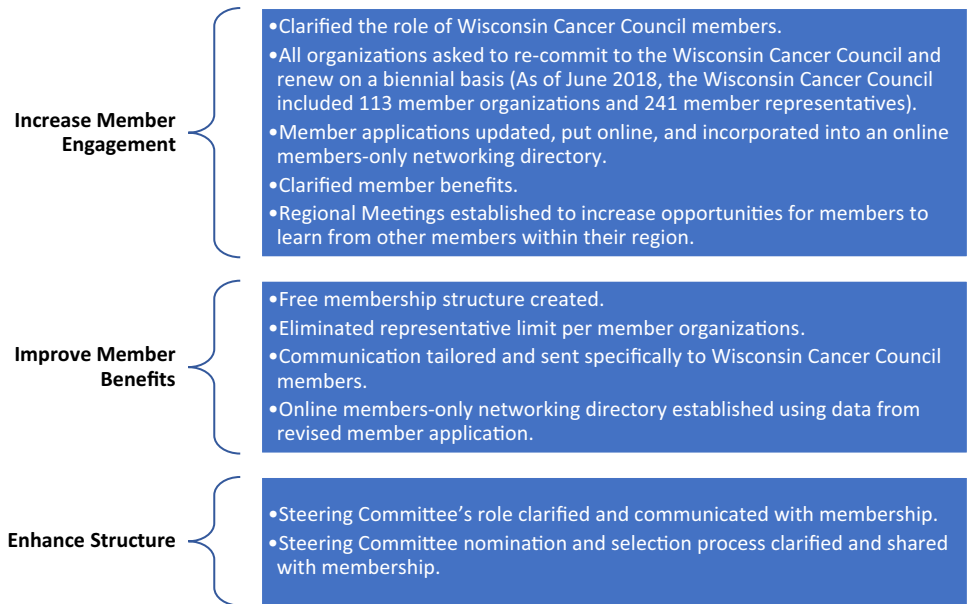 Increase Member
Engagement
•Clarified the role of Wisconsin Cancer Council members.
•All organizations asked to re-commit to the Wisconsin Cancer Council and
renew on a biennial basis (As of June 2018, the Wisconsin Cancer Council
included 113 member organizations and 241 member representatives).
•Member applications updated, put online, and incorporated into an online
members-only networking directory.
•Clarified member benefits.
•Regional Meetings established to increase opportunities for members to
learn from other members within their region.
Improve Member
Benefits
•Free membership structure created.
•Eliminated representative limit per member organizations.
•Communication tailored and sent specifically to Wisconsin Cancer Council
members.
•Online members-only networking directory established using data from
revised member application.
Enhance Structure
•Steering Committee's role clarified and communicated with membership.
•Steering Committee nomination and selection process clarified and shared
with membership.